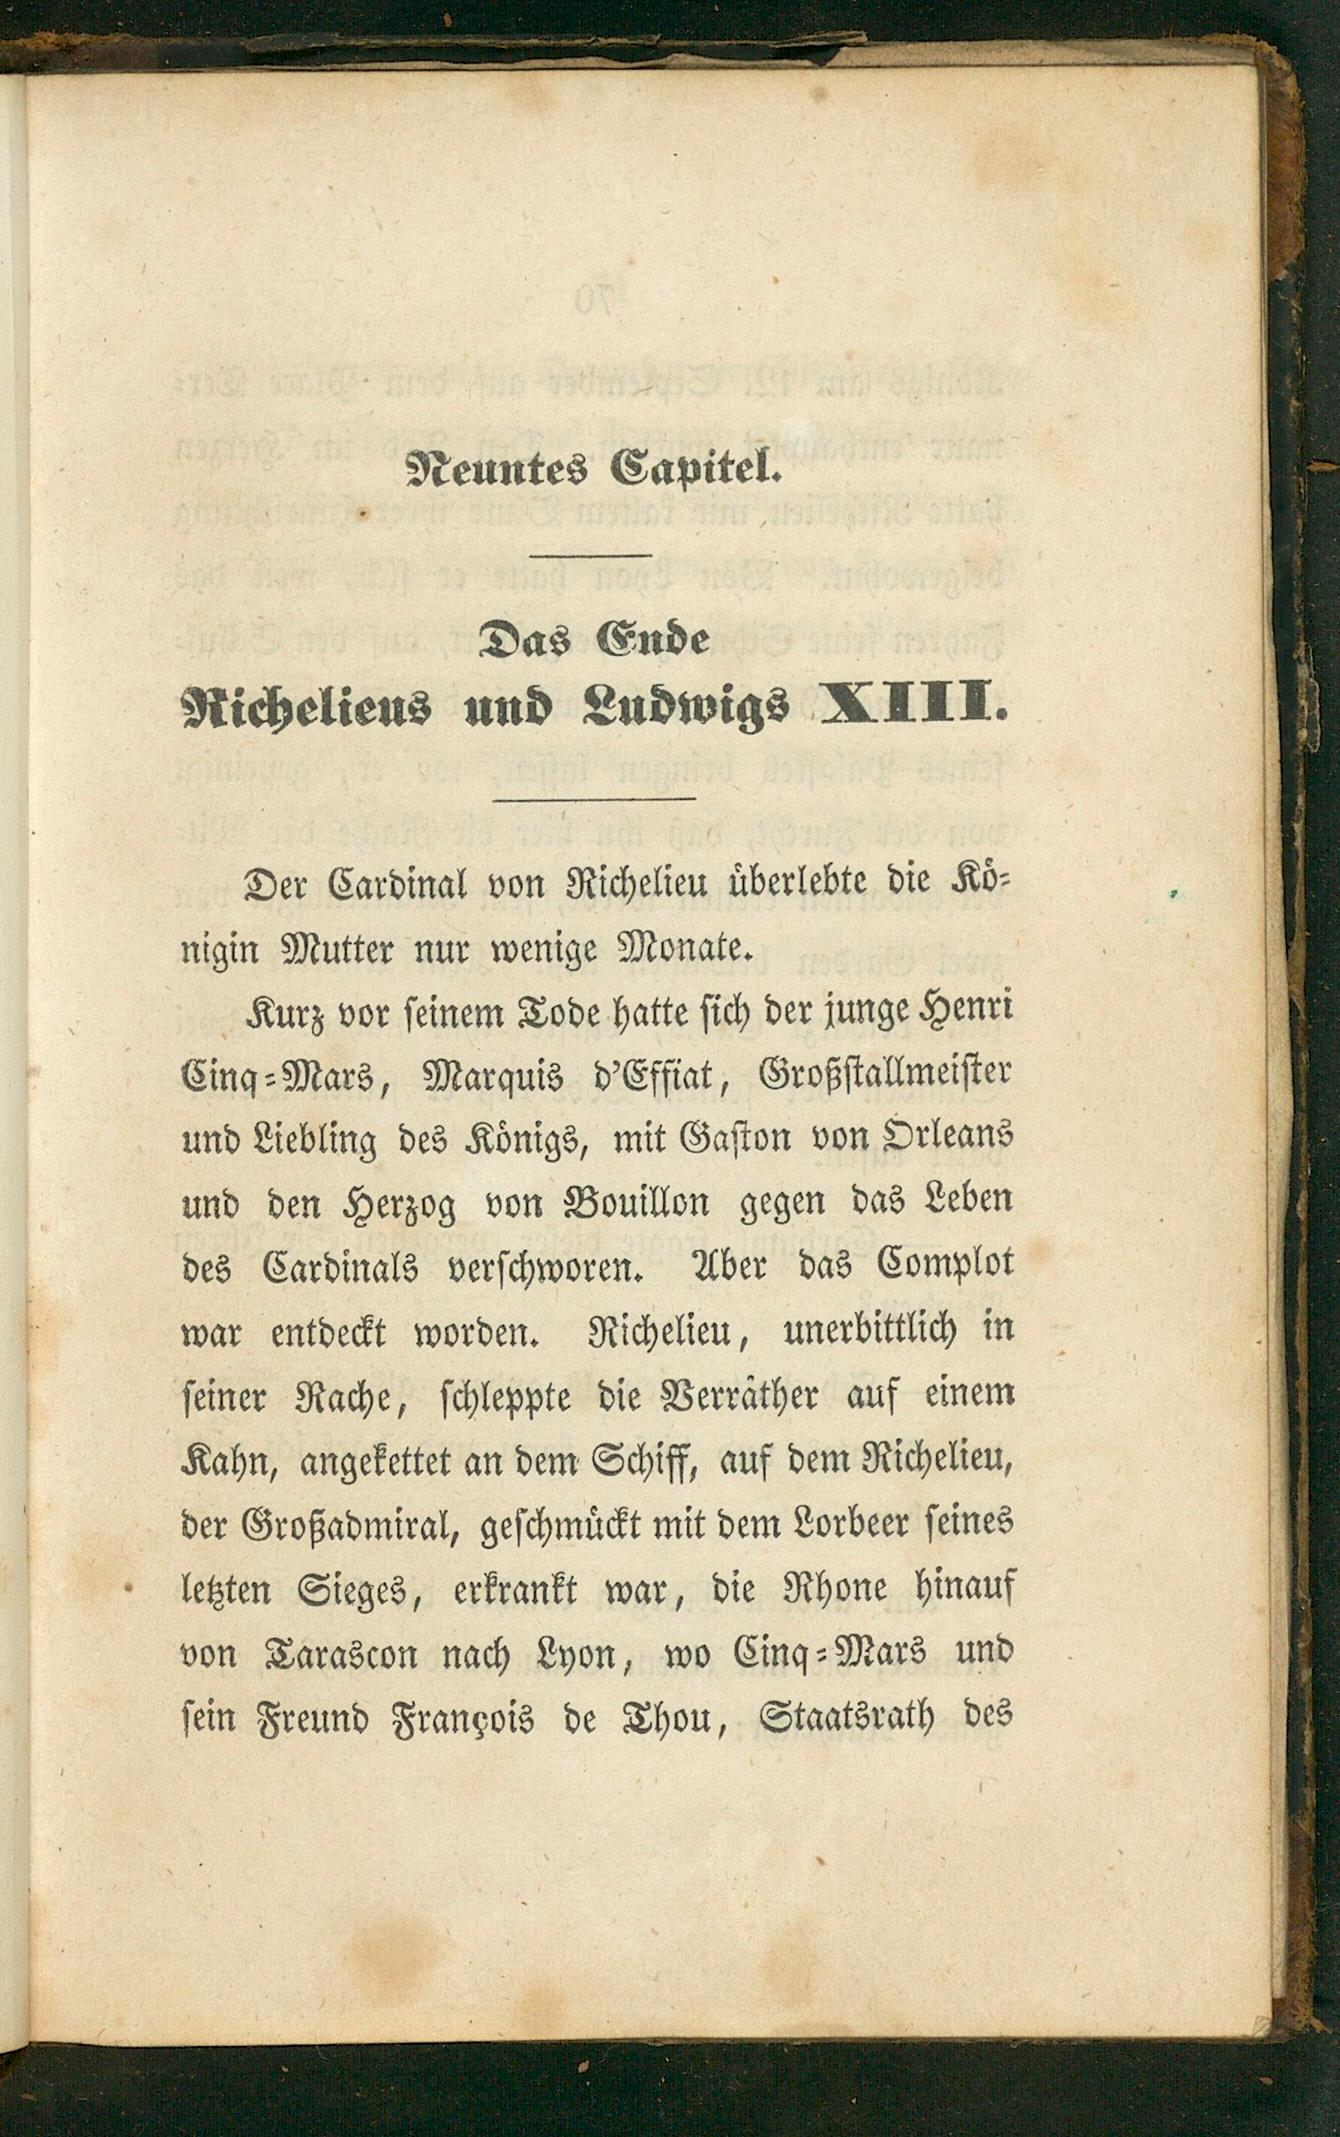 Neuntes Capitel.
Das Ende
Richelieus und Ludwigs XIII.
Der Cardinal von Richelieu überlebte die Kö-
nigin Mutter nur wenige Monate.
Kurz vor seinem Tode hatte sich der junge Henri
Cinq-Mars, Marquis d'Effiat, Großstallmeister
und Liebling des Königs, mit Gaston von Orleans
und den Herzog von Bouillon gegen das Leben
des Cardinals verschworen. Aber das Complot
war entdeckt worden. Richelieu, unerbittlich in
seiner Rache, schleppte die Verräther auf einem
Kahn, angekettet an dem Schiff, auf dem Richelieu,
der Großadmiral, geschmückt mit dem Lorbeer seines
letzten Sieges, erkrankt war, die Rhone hinauf
von Tarascon nach Lyon, wo Cinq-Mars und
sein Freund François de Thou, Staatsrath des